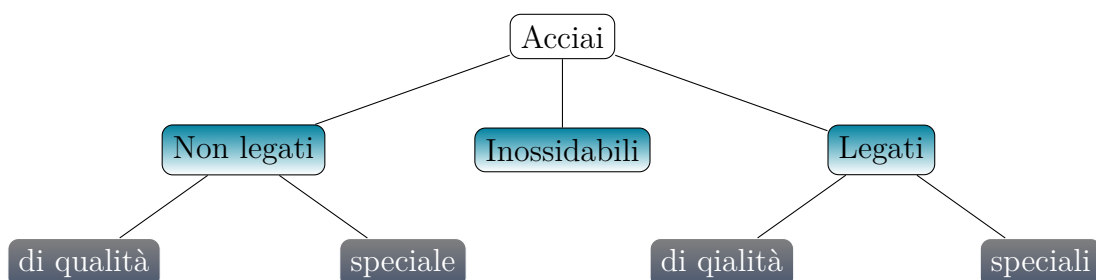 Acciai
Non legati
Inossidabili
Legati
di qualità
speciale
di qialità
speciali